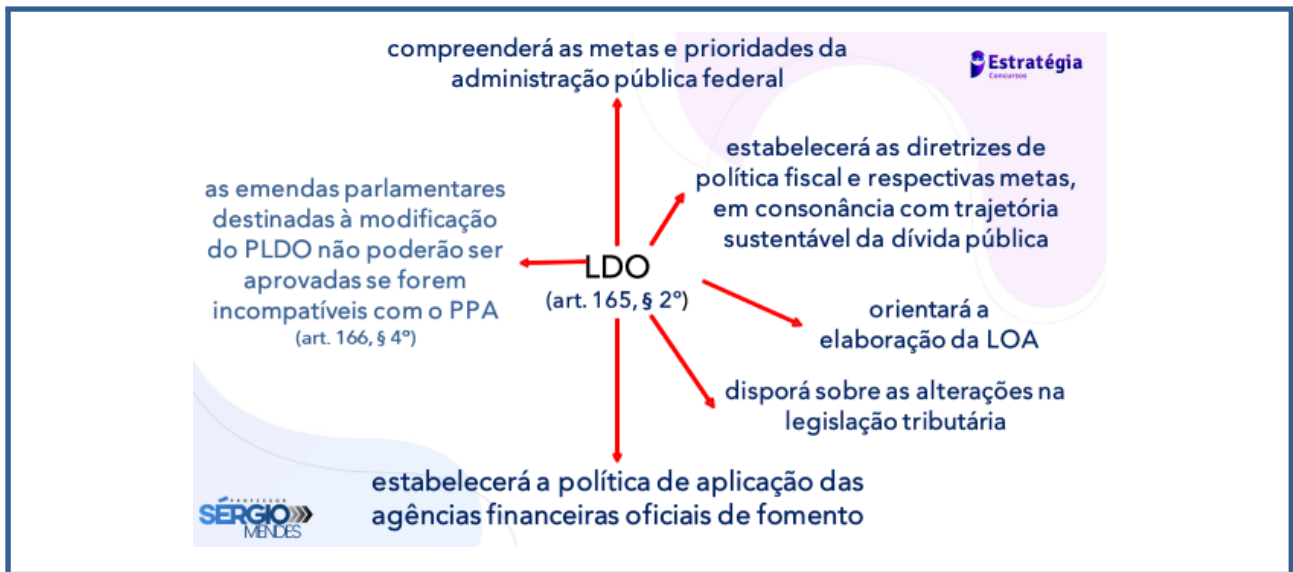 compreenderá as metas e prioridades da
administração pública federal
Estratégia
Concursos
estabelecerá as diretrizes de
política fiscal e respectivas metas,
em consonância com trajetória
sustentável da dívida pública
as emendas parlamentares
destinadas à modificação
do PLDO não poderão ser
aprovadas se forem
incompatíveis com o PPA
(art. 166, § 4º)
LDO
(art. 165, § 2º)
orientará a
elaboração da LOA
disporá sobre as alterações na
legislação tributária
estabelecerá a política de aplicação das
agências financeiras oficiais de fomento
PROFESSOR
SÉRGIO
MENDES